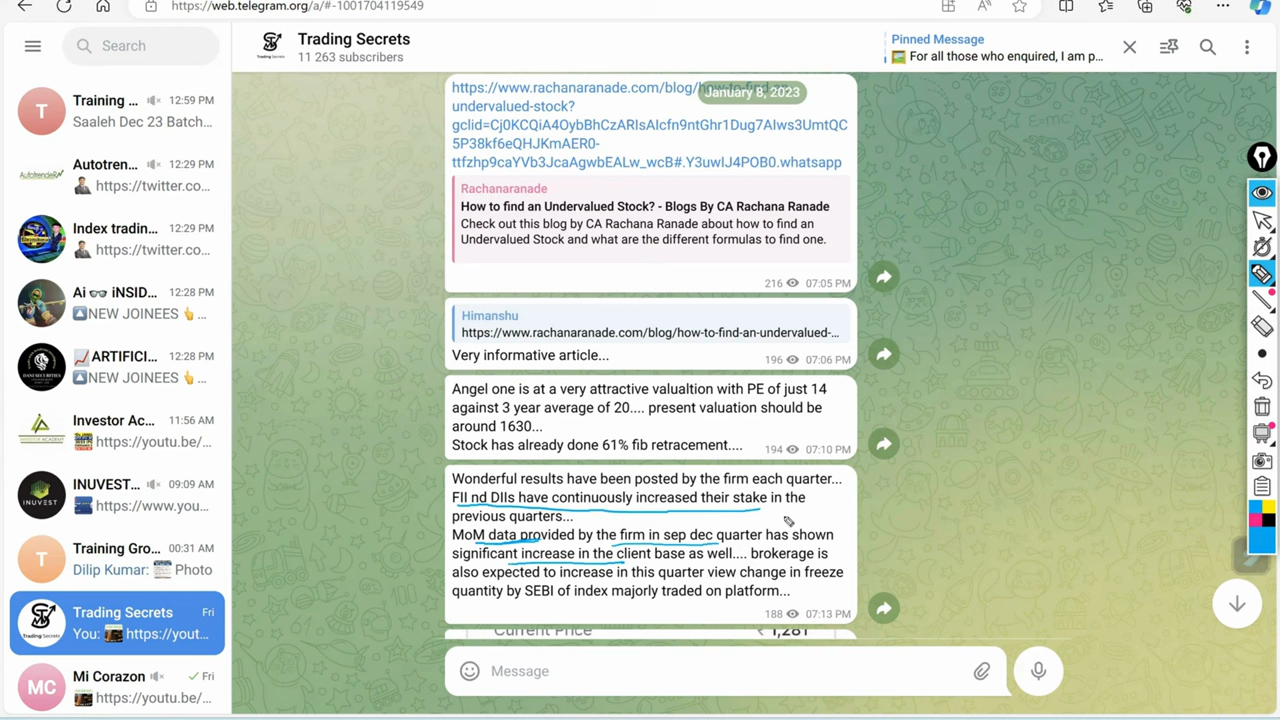 https://web.telegram.org/a/#-1001704119549
Search
Training ...
12:59 PM
Saaleh Dec 23 Batch...
Autotren...
12:29 PM
https://twitter.co...
Index tradin...
12:29 PM
https://twitter.co...
Ai 👓 iNSID...
12:28 PM
🔼NEW JOINEES 👆...
📈ARTIFICI...
12:28 PM
🔼NEW JOINEES 👆...
Investor Ac...
11:56 AM
https://youtu.be/...
INUVEST...
09:09 AM
https://www.you...
Training Gro...
00:31 AM
Dilip Kumar: Photo
Trading Secrets
Fri
You: https://yout...
Mi Corazon
Fri
https://youtu.be/...
Trading Secrets
11 263 subscribers
Pinned Message
For all those who enquired, I am p...
January 8, 2023
https://www.rachanaranade.com/blog/how-to-find-an-
undervalued-stock?
gclid=Cj0KCQiA4OybBhCzARIsAIcfn9ntGhr1Dug7AIws3UmtQC
5P38kf6eQHJKmAER0-
ttfzhp9caYVb3JcaAgwbEALw_wcB#.Y3uwIJ4POB0.whatsapp
Rachanaranade
How to find an Undervalued Stock? - Blogs By CA Rachana Ranade
Check out this blog by CA Rachana Ranade about how to find an
Undervalued Stock and what are the different formulas to find one.
216 07:05 PM
Himanshu
https://www.rachanaranade.com/blog/how-to-find-an-undervalued-...
Very informative article...
196 07:06 PM
Angel one is at a very attractive valualtion with PE of just 14
against 3 year average of 20.... present valuation should be
around 1630...
Stock has already done 61% fib retracement....
194 07:10 PM
Wonderful results have been posted by the firm each quarter...
FII nd DIIs have continuously increased their stake in the
previous quarters...
MoM data provided by the firm in sep dec quarter has shown
significant increase in the client base as well.... brokerage is
also expected to increase in this quarter view change in freeze
quantity by SEBI of index majorly traded on platform...
188 07:13 PM
Current Price ₹ 1,281
Message
T
T
MC